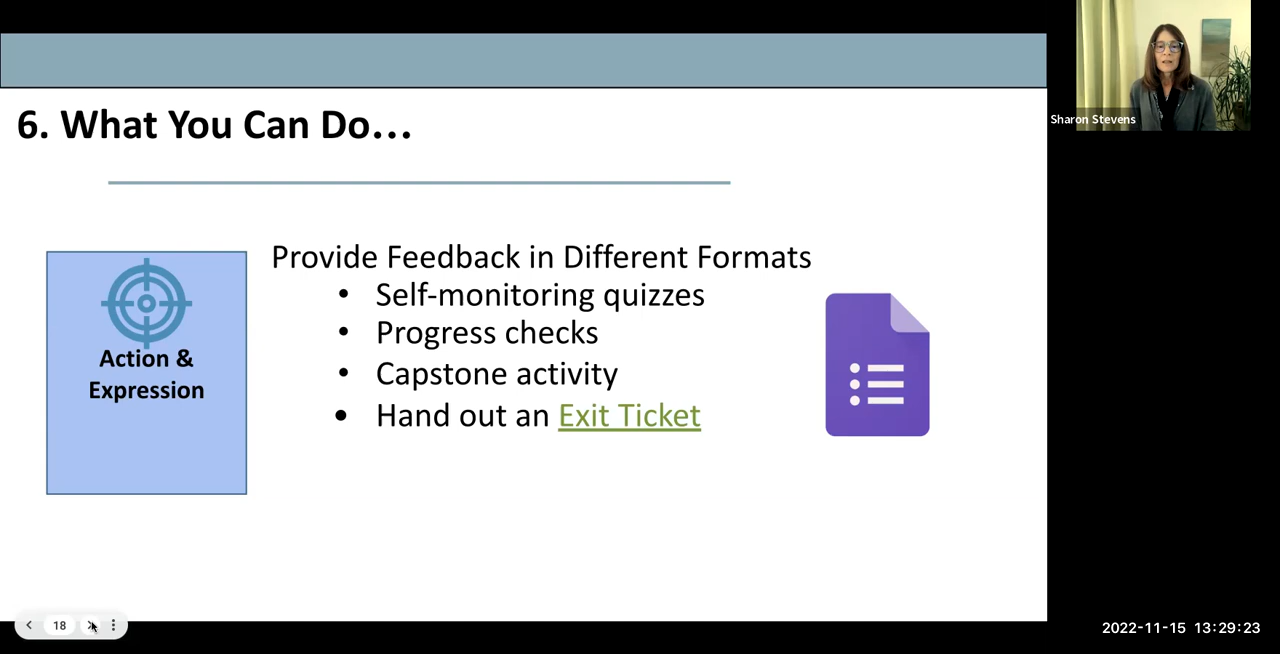 6. What You Can Do...
Sharon Stevens
Action &
Expression
Provide Feedback in Different Formats
• Self-monitoring quizzes
• Progress checks
• Capstone activity
• Hand out an Exit Ticket
18
2022-11-15 13:29:23